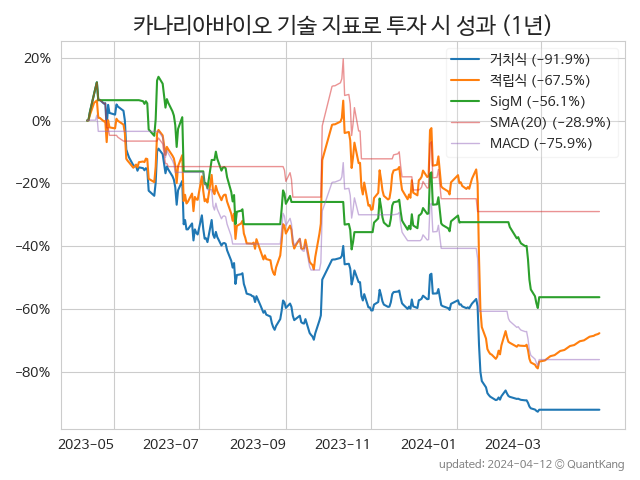 카나리아바이오 기술 지표로 투자 시 성과 (1년)
거치식 (−91.9%)
적립식 (−67.5%)
SigM (−56.1%)
SMA(20) (−28.9%)
MACD (−75.9%)
20%
0%
−20%
−40%
−60%
−80%
2023−05
2023−07
2023−09
2023−11
2024−01
2024−03
updated: 2024−04−12 © QuantKang